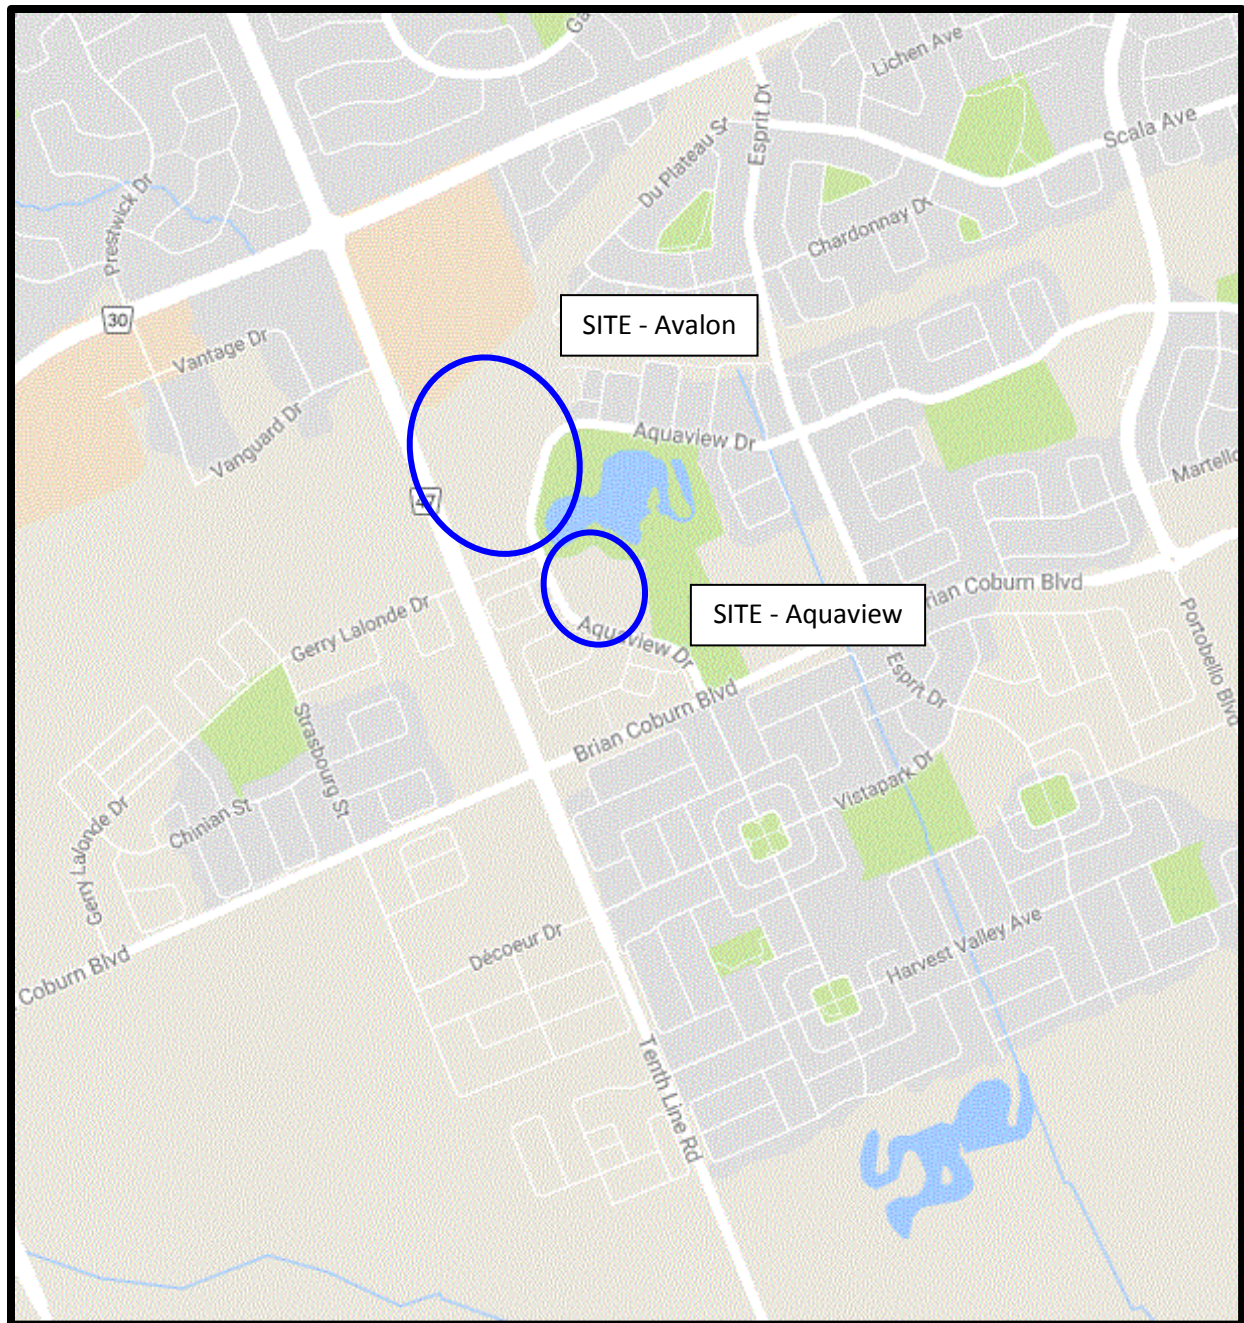 Ga
Lichen Ave
Scala Ave
Esprit Dr
Du Plateau St
Prestwick Dr
Chardonnay Dr
SITE - Avalon
30
Vantage Dr
Vanguard Dr
Aquaview Dr
Martello
47
Brian Coburn Blvd
SITE - Aquaview
Gerry Lalonde Dr
Aquaview Dr
Portobello Blvd
Esprit Dr
Brian Coburn Blvd
Strasbourg St
Vistapark Dr
Chinian St
Gerry Lalonde Dr
Harvest Valley Ave
Décoeur Dr
Coburn Blvd
Tenth Line Rd